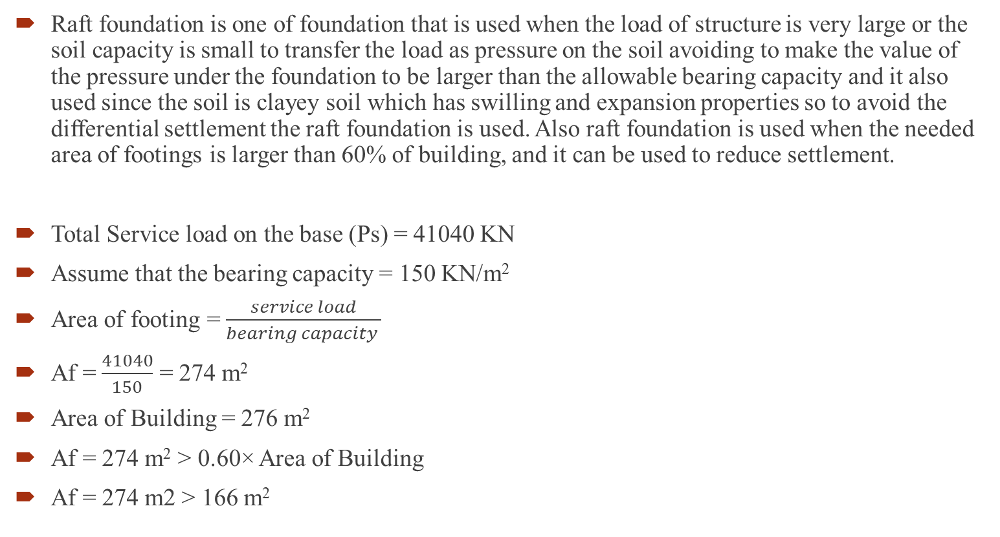 Raft foundation is one of foundation that is used when the load of structure is very large or the
soil capacity is small to transfer the load as pressure on the soil avoiding to make the value of
the pressure under the foundation to be larger than the allowable bearing capacity and it also
used since the soil is clayey soil which has swilling and expansion properties so to avoid the
differential settlement the raft foundation is used. Also raft foundation is used when the needed
area of footings is larger than 60% of building, and it can be used to reduce settlement.
Total Service load on the base (Ps) = 41040 KN
Assume that the bearing capacity = 150 KN/m²
Area of footing = service load / bearing capacity
Af = 41040 / 150 = 274 m²
Area of Building = 276 m²
Af = 274 m² > 0.60× Area of Building
Af = 274 m2 > 166 m²